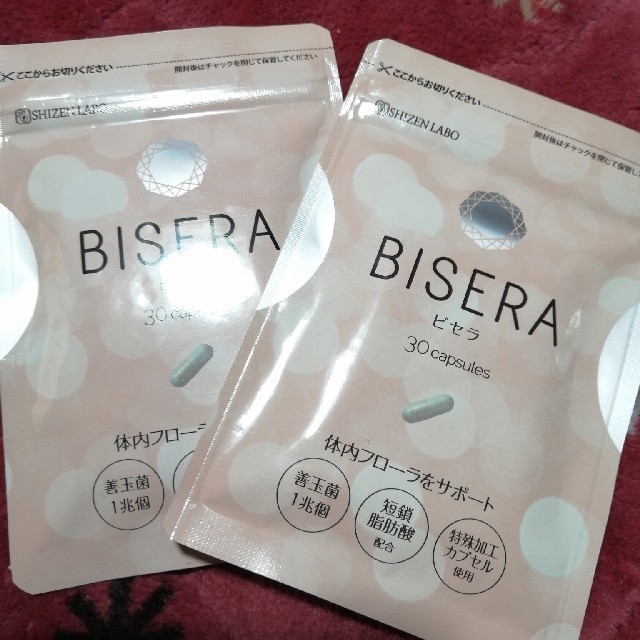 ここからお切りください
開封後はチャックを閉じて保管してください
SHIZEN LABO
BISERA
30 cap
体内フローラ
善玉菌
1兆個
ここからお切りください
開封後はチャックを閉じて保管して
SHIZEN LABO
BISERA
ビセラ
30 capsules
体内フローラをサポート
善玉菌
1兆個
短鎖
脂肪酸
配合
特殊加工
カプセル
使用